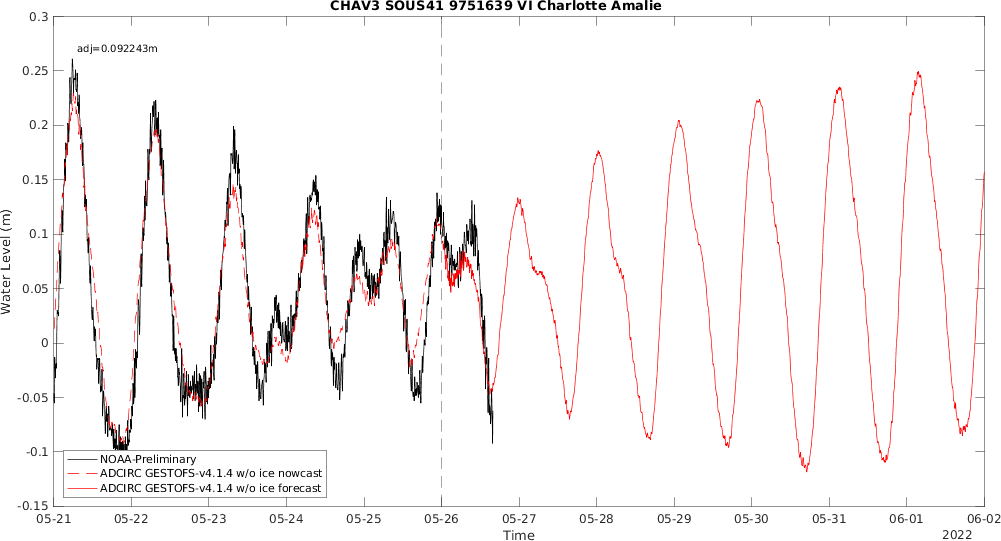 CHAV3 SOUS41 9751639 VI Charlotte Amalie
adj=0.092243m
0.3
0.25
0.2
0.15
0.1
0.05
0
-0.05
-0.1
-0.15
Water Level (m)
NOAA-Preliminary
ADCIRC GESTOFS-v4.1.4 w/o ice nowcast
ADCIRC GESTOFS-v4.1.4 w/o ice forecast
05-21 05-22 05-23 05-24 05-25 05-26 05-27 05-28 05-29 05-30 05-31 06-01 06-02
Time
2022